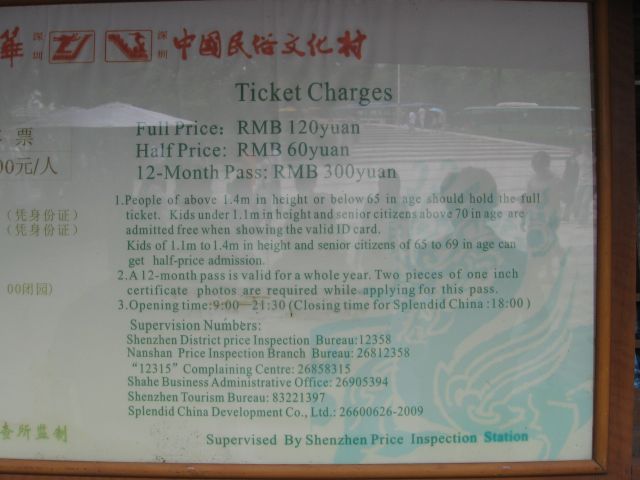 華 深圳 深圳 中國民俗文化村
Ticket Charges
票
Full Price: RMB 120yuan
Half Price: RMB 60yuan
00元/人
12-Month Pass: RMB 300yuan
1.People of above 1.4m in height or below 65 in age should hold the full
ticket. Kids under 1.1m in height and senior citizens above 70 in age are
(凭身份证)
admitted free when showing the valid ID card.
(凭身份证)
Kids of 1.1m to 1.4m in height and senior citizens of 65 to 69 in age can
get half-price admission.
2.A 12-month pass is valid for a whole year. Two pieces of one inch
certificate photos are required while applying for this pass.
00闭园)
3.Opening time:9:00—21:30 (Closing time for Splendid China :18:00 )
Supervision Numbers:
Shenzhen District price Inspection Bureau:12358
Nanshan Price Inspection Branch Bureau: 26812358
“12315”Complaining Centre: 26858315
Shahe Business Administrative Office: 26905394
Shenzhen Tourism Bureau: 83221397
Splendid China Development Co., Ltd.: 26600626-2009
查所监制
Supervised By Shenzhen Price Inspection Station